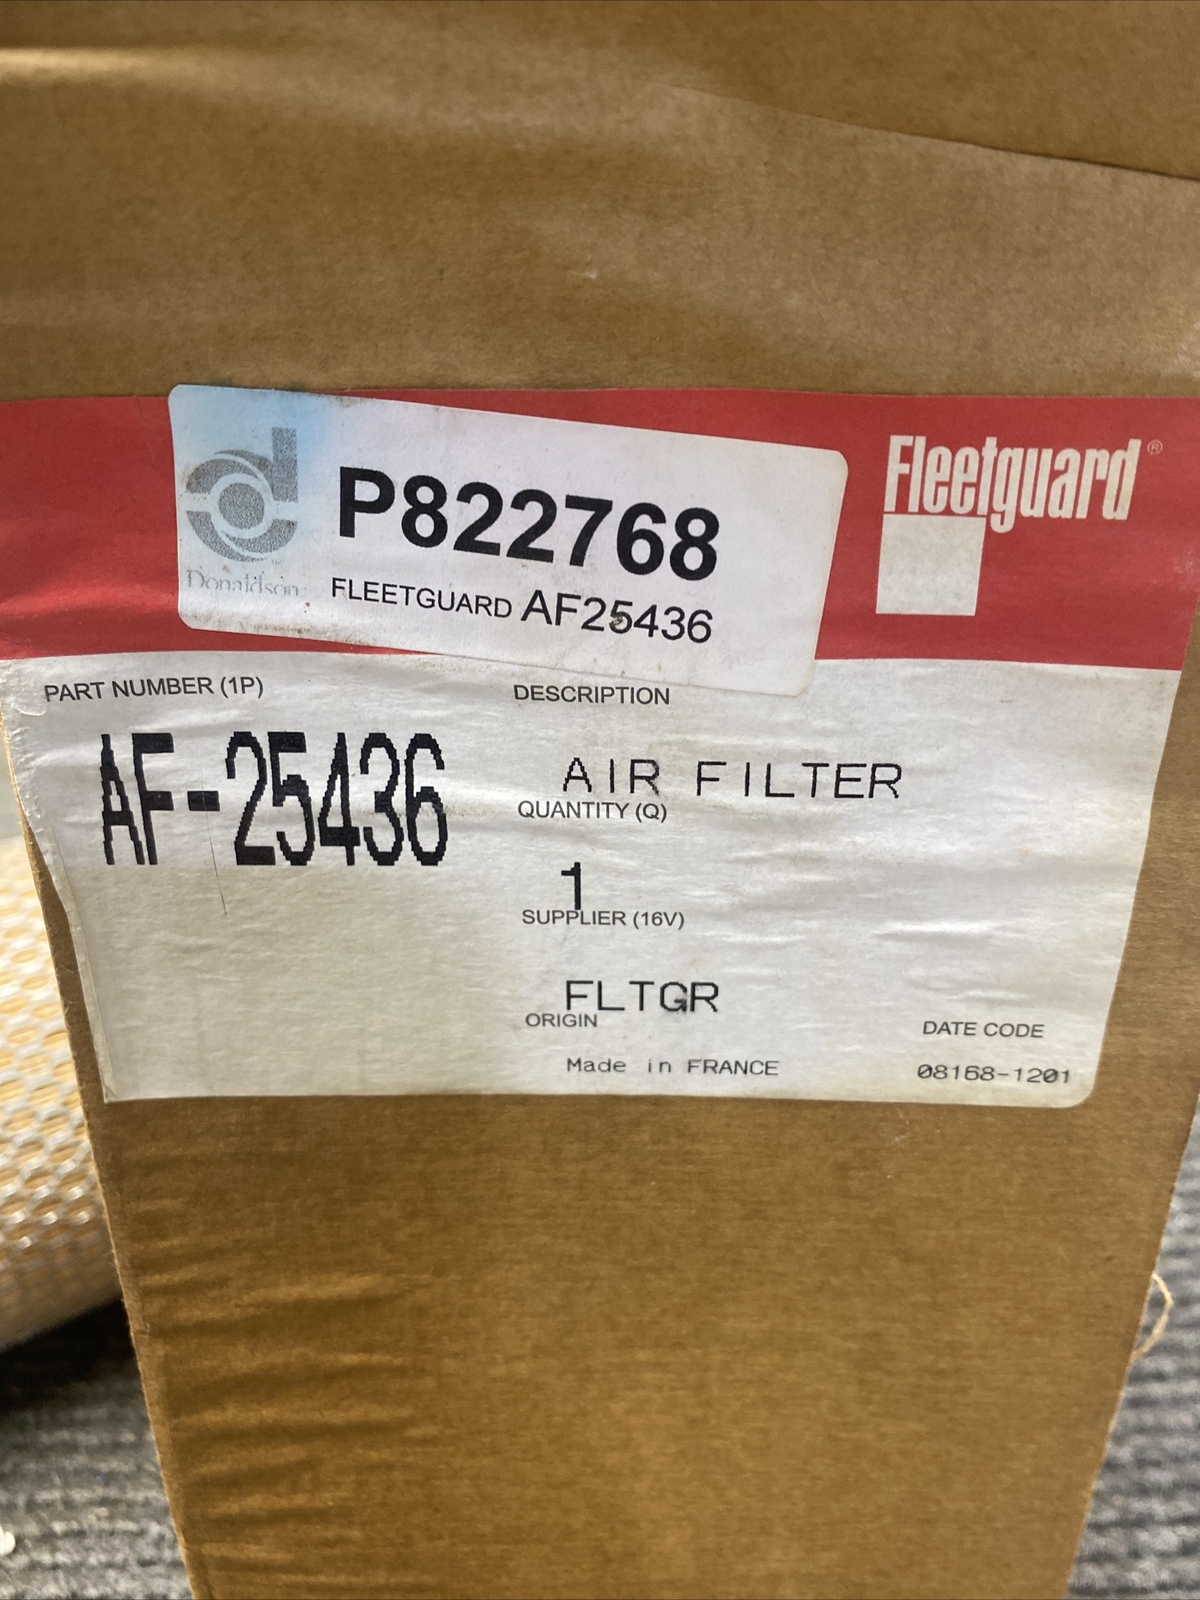 P822768
Donaldson
FLEETGUARD AF25436
Fleetguard®
PART NUMBER (1P)
AF-25436
DESCRIPTION
AIR FILTER
QUANTITY (Q)
1
SUPPLIER (16V)
FLTGR
ORIGIN
Made in FRANCE
DATE CODE
08168-1201